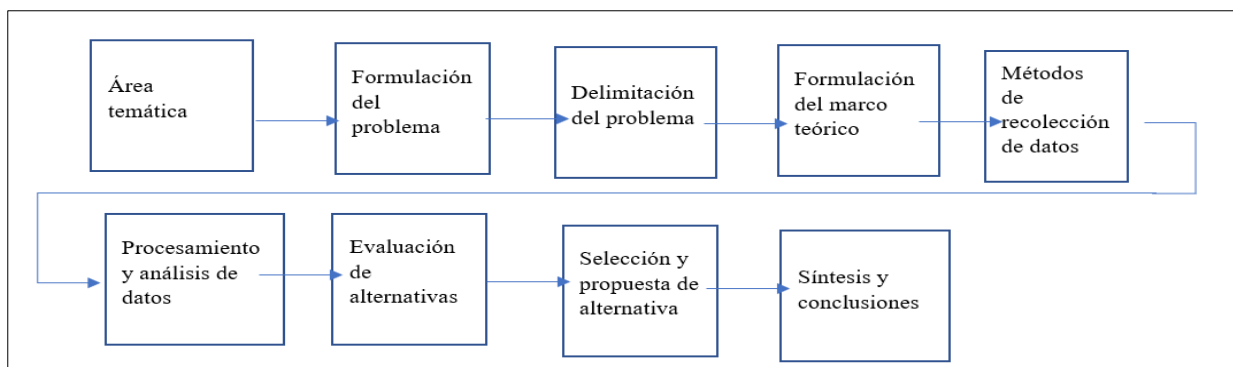 Área
temática
Formulación
del
problema
Delimitación
del problema
Formulación
del marco
teórico
Métodos
de
recolección
de datos
Procesamiento
y análisis de
datos
Evaluación
de
alternativas
Selección y
propuesta de
alternativa
Síntesis y
conclusiones